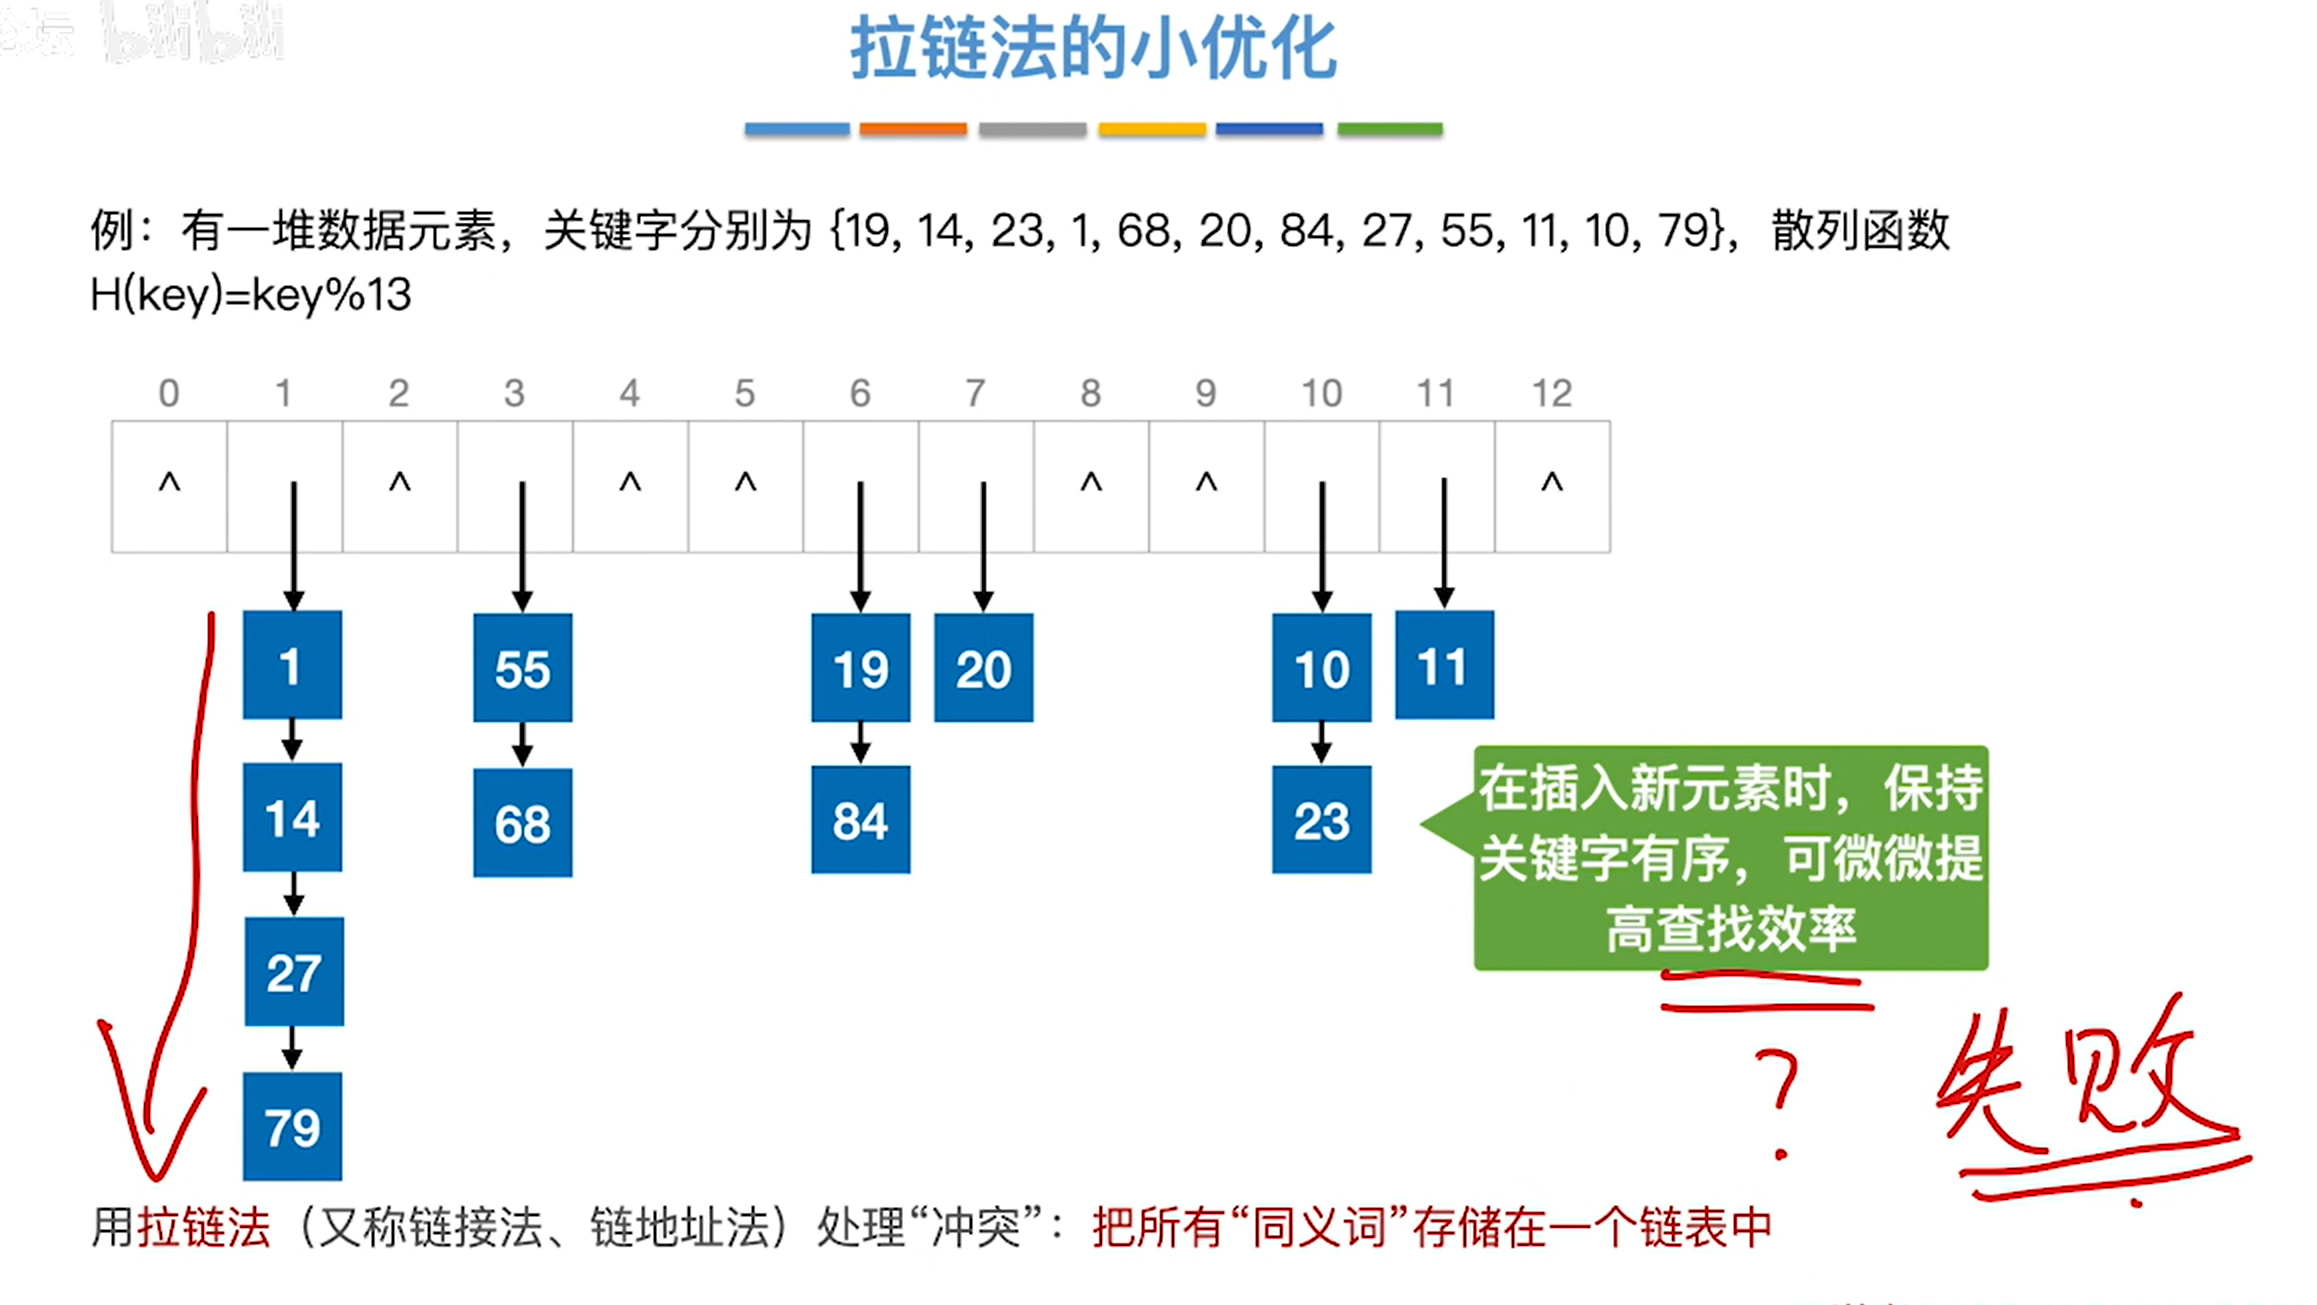 坛 bilibili
拉链法的小优化
例：有一堆数据元素，关键字分别为 {19, 14, 23, 1, 68, 20, 84, 27, 55, 11, 10, 79}，散列函数
H(key)=key%13
0 1 2 3 4 5 6 7 8 9 10 11 12
^ ^ ^ ^ ^ ^ ^
1 55 19 20 10 11
14 68 84 23
27
79
在插入新元素时，保持
关键字有序，可微微提
高查找效率
？ 失败
用拉链法（又称链接法、链地址法）处理“冲突”：把所有“同义词”存储在一个链表中